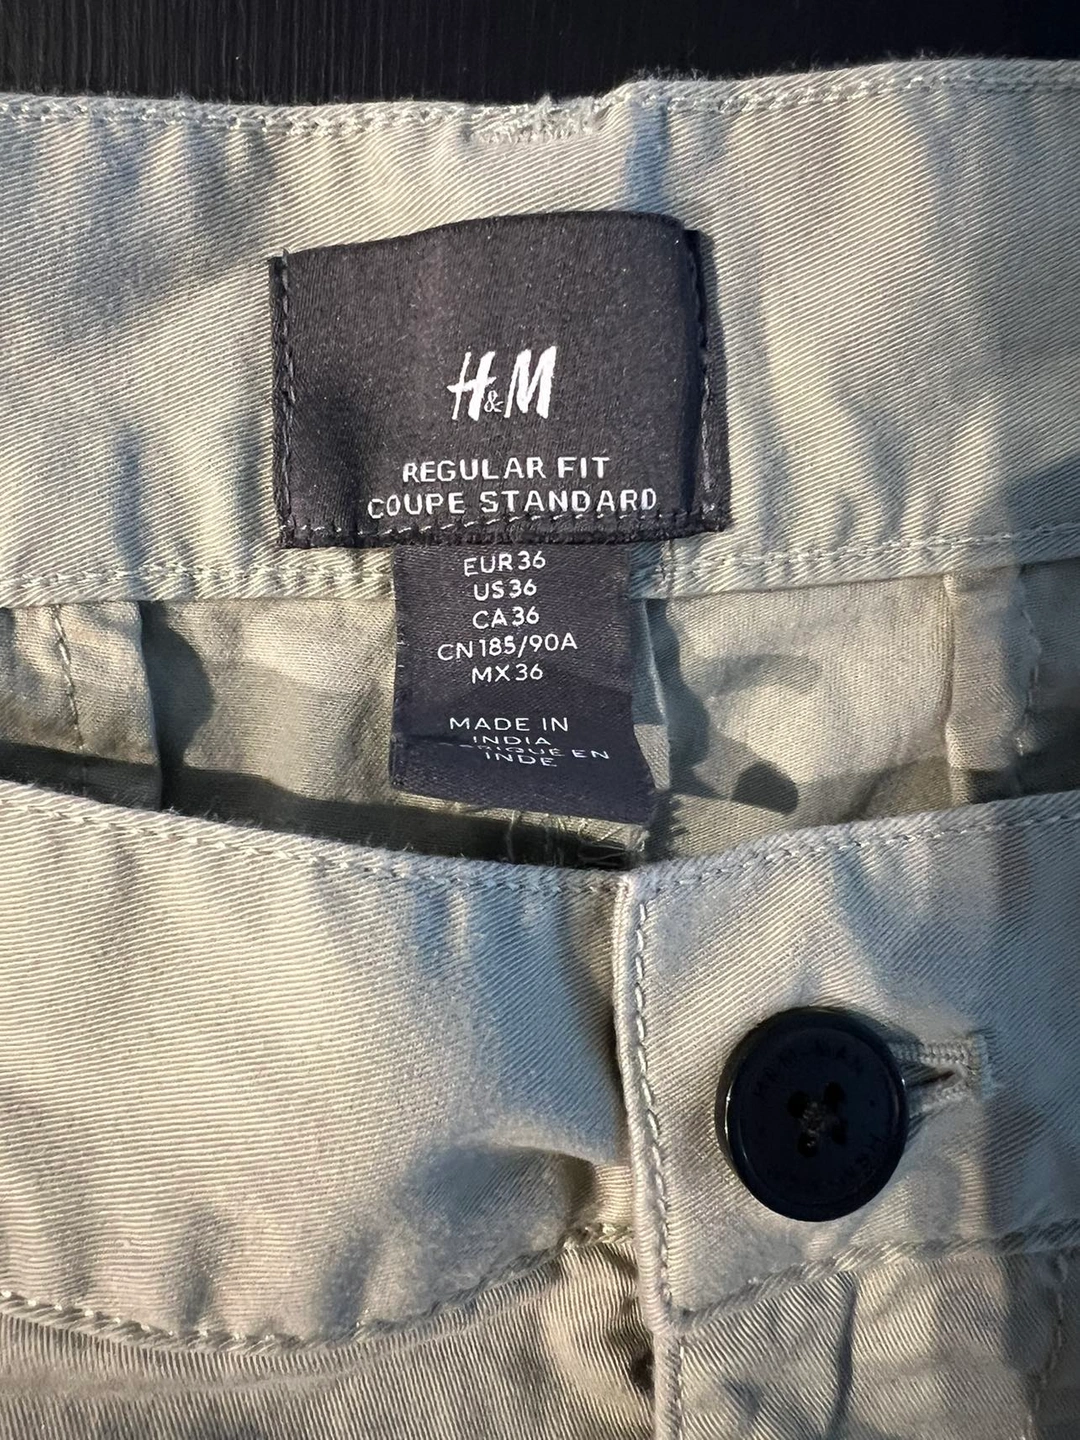 H&M
REGULAR FIT
COUPE STANDARD
EUR 36
US 36
CA 36
CN 185/90A
MX 36
MADE IN
INDIA
EN
INDE